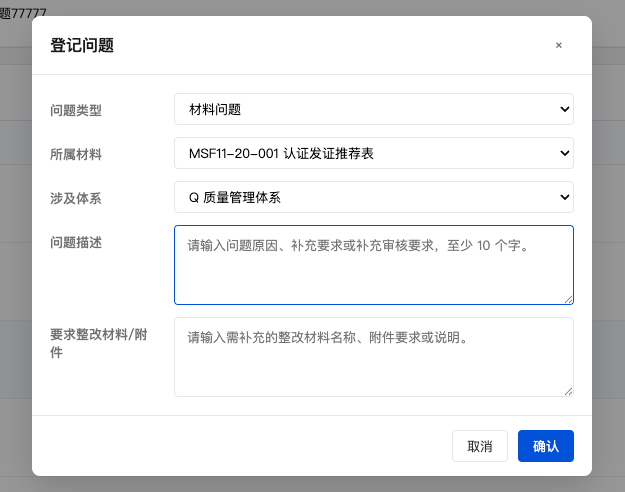 题77777
登记问题
×
问题类型
材料问题
所属材料
MSF11-20-001 认证发证推荐表
涉及体系
Q 质量管理体系
问题描述
请输入问题原因、补充要求或补充审核要求，至少 10 个字。
要求整改材料/附
件
请输入需补充的整改材料名称、附件要求或说明。
取消
确认